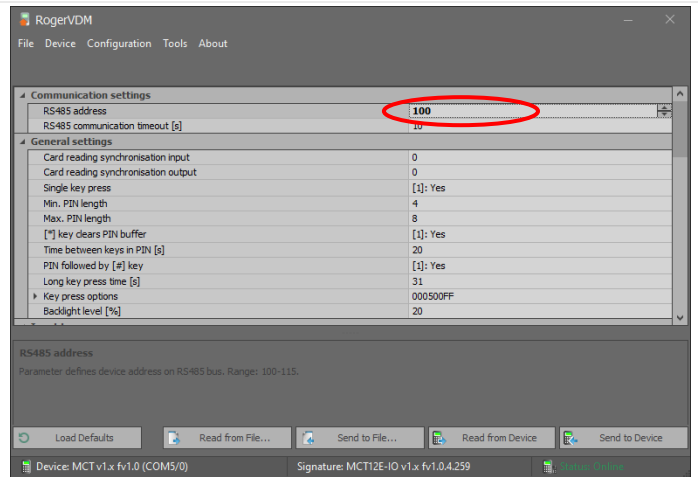 RogerVDM
File Device Configuration Tools About
Communication settings
RS485 address 100
RS485 communication timeout [s] 10
General settings
Card reading synchronisation input 0
Card reading synchronisation output 0
Single key press [1]: Yes
Min. PIN length 4
Max. PIN length 8
[*] key clears PIN buffer [1]: Yes
Time between keys in PIN [s] 20
PIN followed by [#] key [1]: Yes
Long key press time [s] 31
Key press options 000500FF
Backlight level [%] 20
RS485 address
Parameter defines device address on RS485 bus. Range: 100-115.
Load Defaults Read from File... Send to File... Read from Device Send to Device
Device: MCT v1.x fv1.0 (COM5/0) Signature: MCT12E-IO v1.x fv1.0.4.259 Status: Online